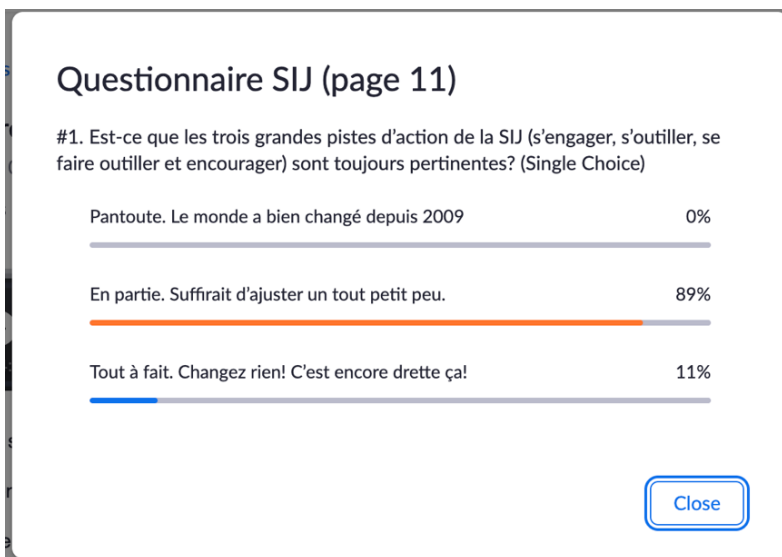 Questionnaire SIJ (page 11)
#1. Est-ce que les trois grandes pistes d'action de la SIJ (s'engager, s'outiller, se
faire outiller et encourager) sont toujours pertinentes? (Single Choice)
Pantoute. Le monde a bien changé depuis 2009 0%
En partie. Suffirait d'ajuster un tout petit peu. 89%
Tout à fait. Changez rien! C'est encore drette ça! 11%
Close